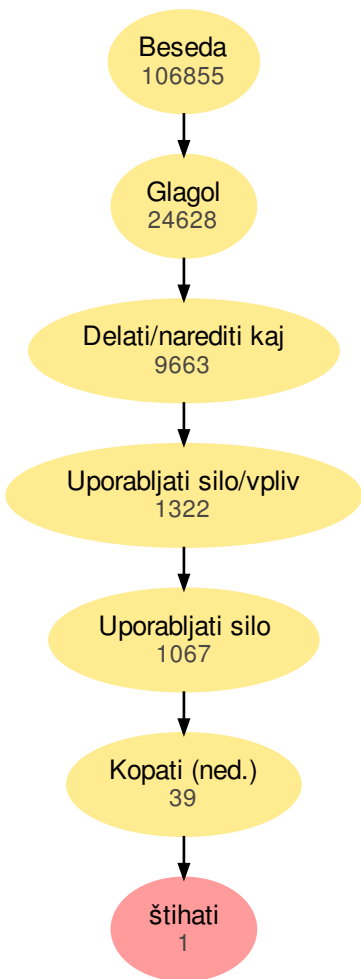 Beseda
106855
Glagol
24628
Delati/narediti kaj
9663
Uporabljati silo/vpliv
1322
Uporabljati silo
1067
Kopati (ned.)
39
štihati
1